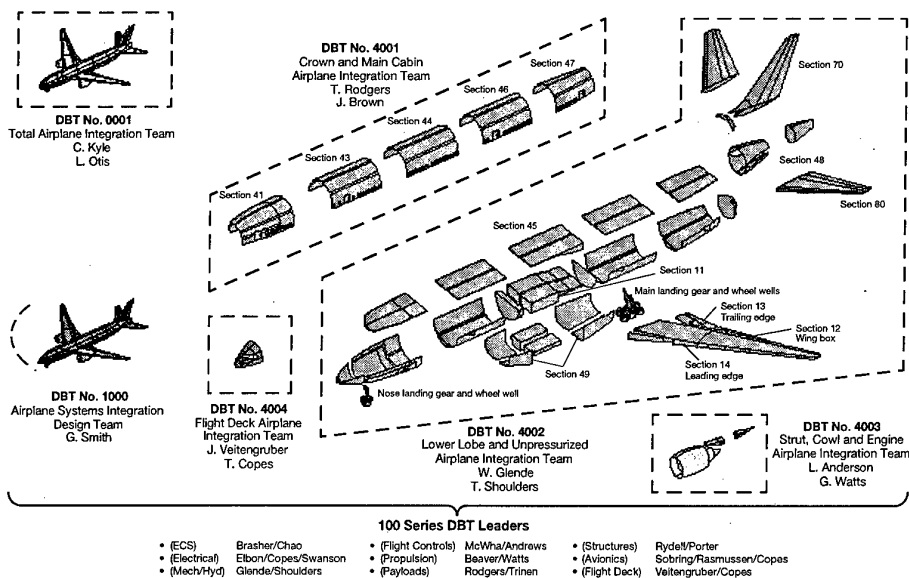 DBT No. 0001
Total Airplane Integration Team
C. Kyle
L. Otis
DBT No. 4001
Crown and Main Cabin
Airplane Integration Team
T. Rodgers
J. Brown
Section 41
Section 43
Section 44
Section 46
Section 47
Section 70
Section 48
Section 80
Section 45
Section 11
Main landing gear and wheel wells
Section 13
Trailing edge
Section 12
Wing box
Section 14
Leading edge
Section 49
Nose landing gear and wheel well
DBT No. 1000
Airplane Systems Integration
Design Team
G. Smith
DBT No. 4004
Flight Deck Airplane
Integration Team
J. Veitengruber
T. Copes
DBT No. 4002
Lower Lobe and Unpressurized
Airplane Integration Team
W. Glende
T. Shoulders
DBT No. 4003
Strut, Cowl and Engine
Airplane Integration Team
L. Anderson
G. Watts
100 Series DBT Leaders
• (ECS) Brasher/Chao
• (Electrical) Elbon/Copes/Swanson
• (Mech/Hyd) Glende/Shoulders
• (Flight Controls) McWha/Andrews
• (Propulsion) Beaver/Watts
• (Payloads) Rodgers/Trinen
• (Structures) Rydell/Porter
• (Avionics) Sobring/Rasmussen/Copes
• (Flight Deck) Veitengruber/Copes